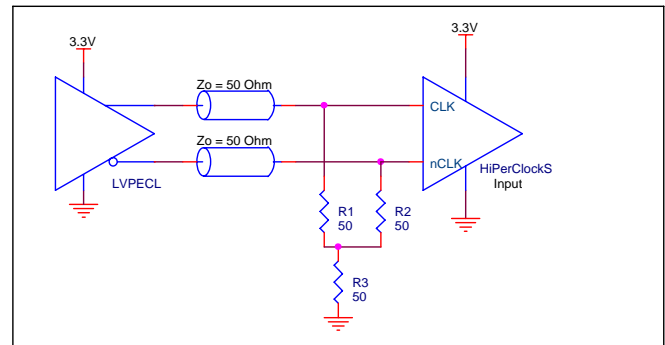 3.3V
3.3V
Zo = 50 Ohm
CLK
Zo = 50 Ohm
nCLK
HiPerClockS
Input
LVPECL
R1
50
R2
50
R3
50